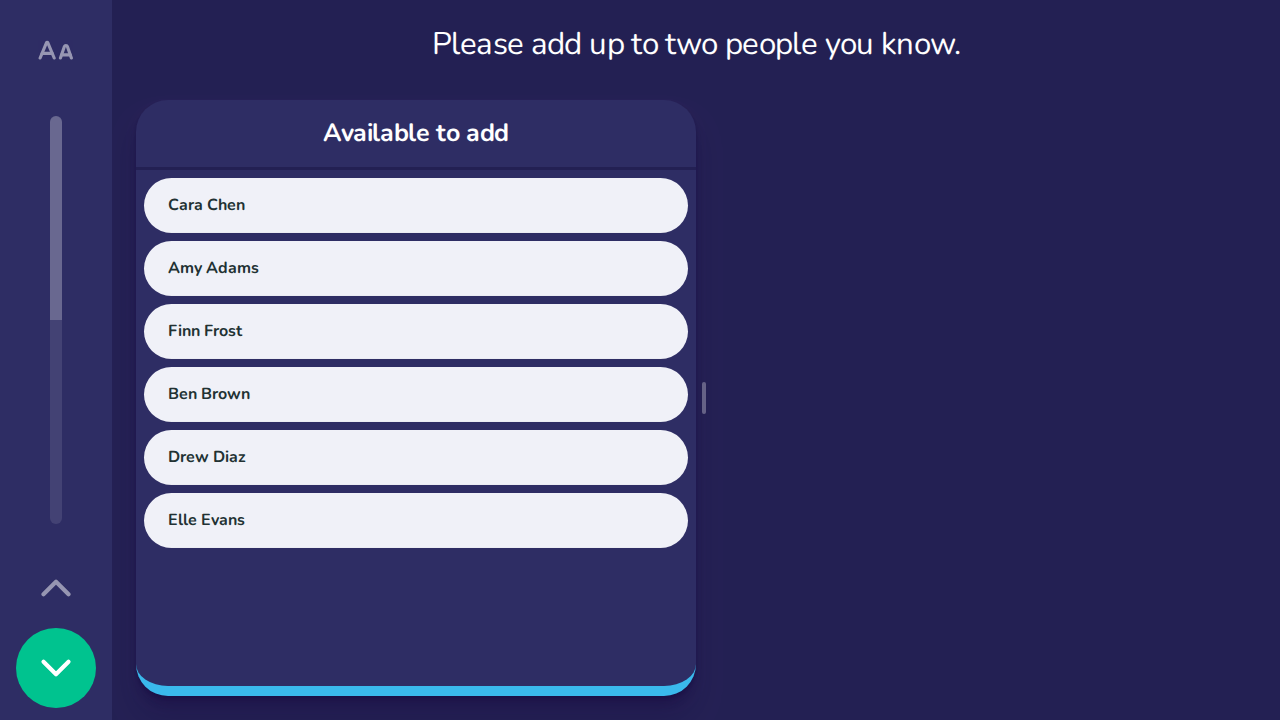 AA
Please add up to two people you know.
Available to add
Cara Chen
Amy Adams
Finn Frost
Ben Brown
Drew Diaz
Elle Evans